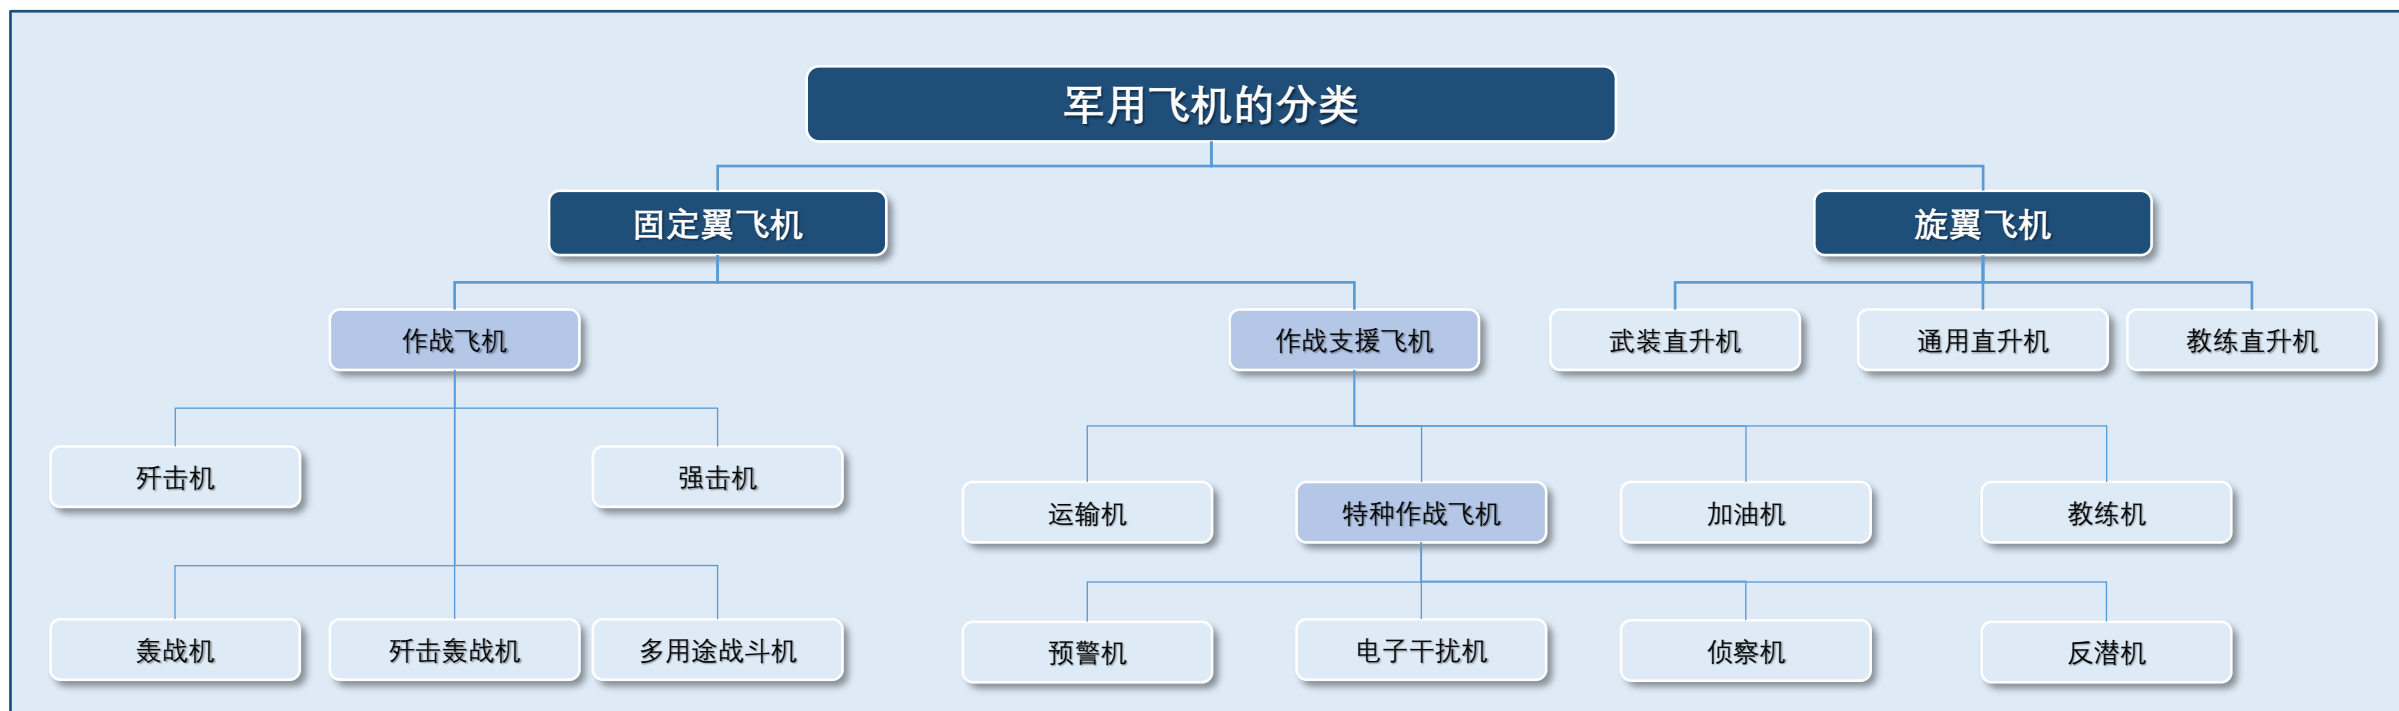 军用飞机的分类
固定翼飞机
旋翼飞机
作战飞机
作战支援飞机
武装直升机
通用直升机
教练直升机
歼击机
强击机
运输机
特种作战飞机
加油机
教练机
轰战机
歼击轰战机
多用途战斗机
预警机
电子干扰机
侦察机
反潜机